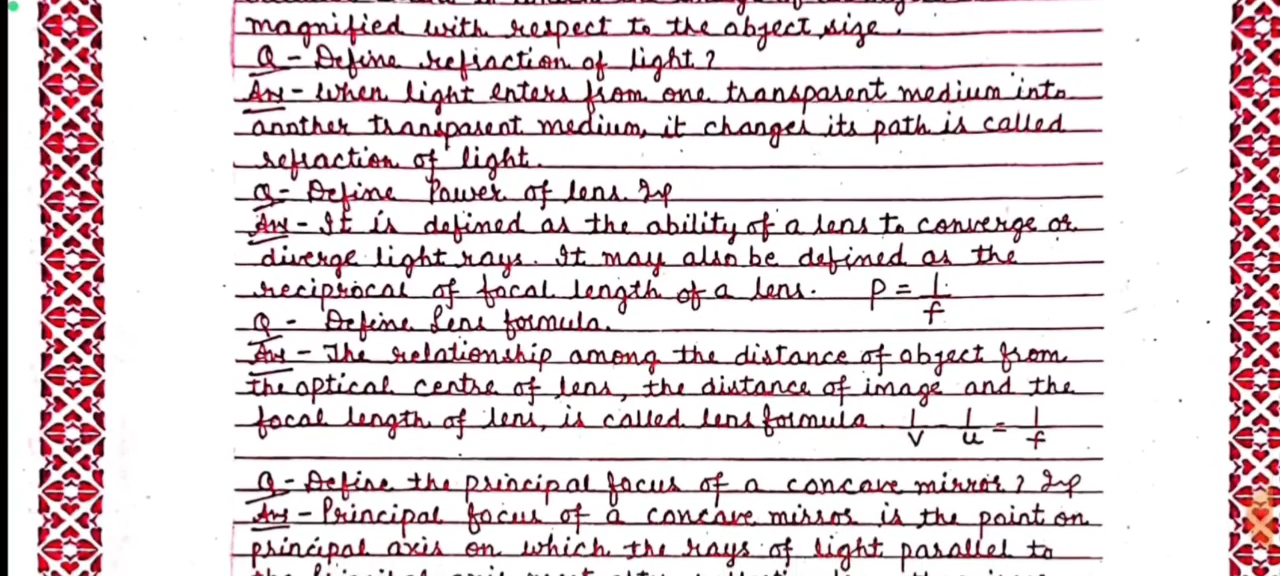 magnified with respect to the object size.
Q - Define refraction of light?
Ans - When light enters from one transparent medium into
another transparent medium, it changes its path is called
refraction of light.
Q - Define Power of lens. Imp
Ans - It is defined as the ability of a lens to converge or
diverge light rays. It may also be defined as the
reciprocal of focal length of a lens. P = 1/f
Q - Define Lens formula.
Ans - The relationship among the distance of object from
the optical centre of lens, the distance of image and the
focal length of lens, is called lens formula 1/v - 1/u = 1/f
Q - Define the principal focus of a concave mirror? Imp
Ans - Principal focus of a concave mirror is the point on
principal axis on which the rays of light parallel to